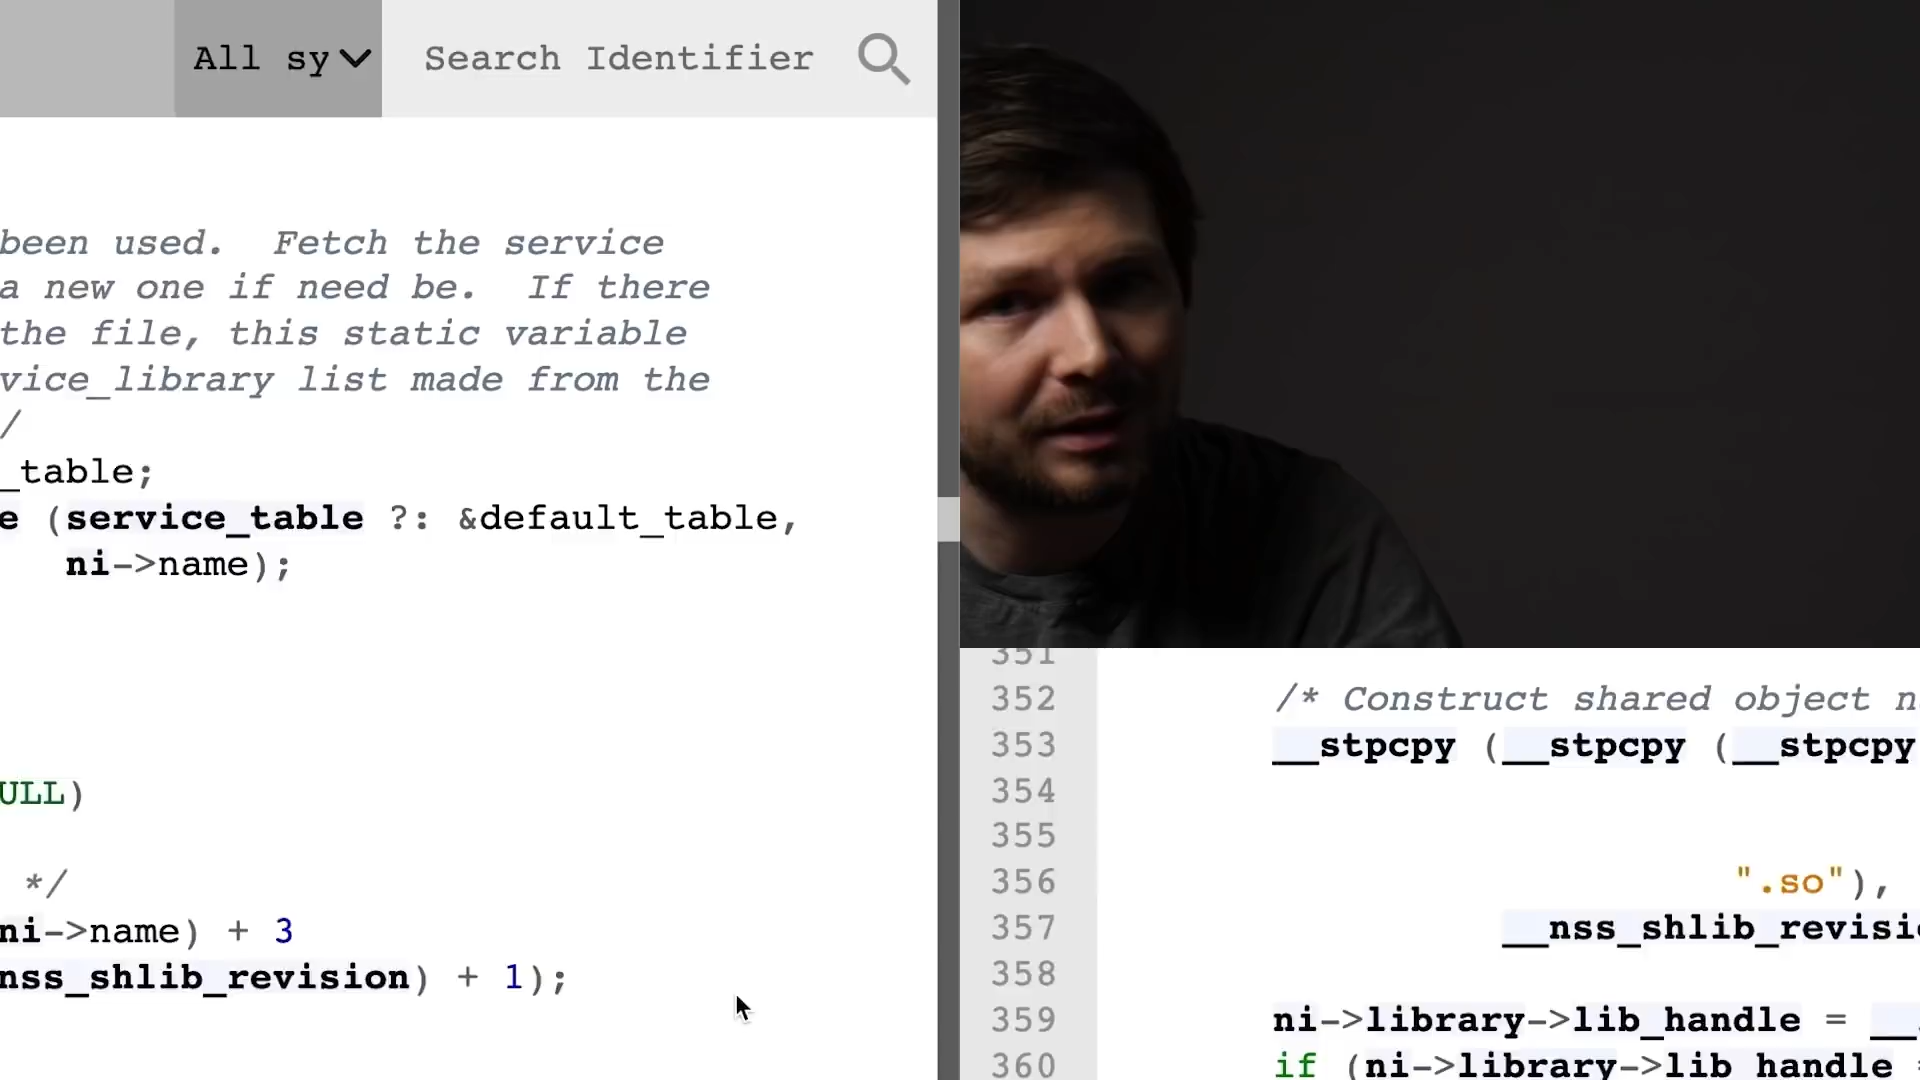 All sy
Search Identifier
been used.  Fetch the service
a new one if need be.  If there
the file, this static variable
vice_library list made from the
/
_table;
e (service_table ?: &default_table,
ni->name);
ULL)
*/
ni->name) + 3
nss_shlib_revision) + 1);
351
352 /* Construct shared object n
353 __stpcpy (__stpcpy (__stpcpy
354
355
356 ".so"),
357 __nss_shlib_revisi
358
359 ni->library->lib_handle = __
360 if (ni->library->lib_handle